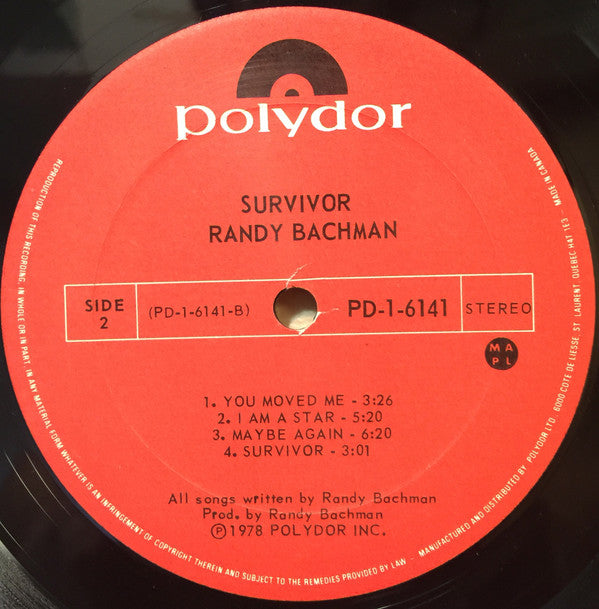 polydor
SURVIVOR
RANDY BACHMAN
SIDE 2
(PD-1-6141-B)
PD-1-6141
STEREO
M A
P L
1. YOU MOVED ME - 3:26
2. I AM A STAR - 5:20
3. MAYBE AGAIN - 6:20
4. SURVIVOR - 3:01
All songs written by Randy Bachman
Prod. by Randy Bachman
Ⓟ1978 POLYDOR INC.
REPRODUCTION OF THIS RECORDING, IN WHOLE OR IN PART, IN ANY MATERIAL FORM WHATEVER IS AN INFRINGEMENT OF COPYRIGHT THEREIN AND SUBJECT TO THE REMEDIES PROVIDED BY LAW - MANUFACTURED AND DISTRIBUTED BY POLYDOR LTD. 6000 COTE DE LIESSE, ST. LAURENT QUEBEC H4T 1E3 MADE IN CANADA